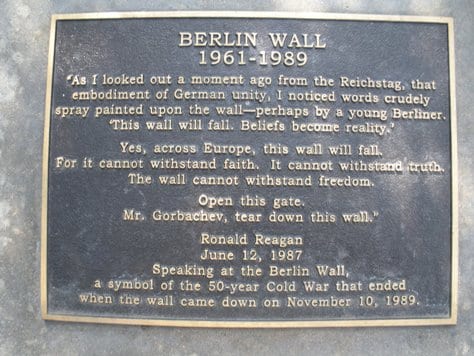 BERLIN WALL
1961-1989
"As I looked out a moment ago from the Reichstag, that
embodiment of German unity, I noticed words crudely
spray painted upon the wall—perhaps by a young Berliner.
'This wall will fall. Beliefs become reality.'
Yes, across Europe, this wall will fall.
For it cannot withstand faith. It cannot withstand truth.
The wall cannot withstand freedom.
Open this gate.
Mr. Gorbachev, tear down this wall."
Ronald Reagan
June 12, 1987
Speaking at the Berlin Wall,
a symbol of the 50-year Cold War that ended
when the wall came down on November 10, 1989.